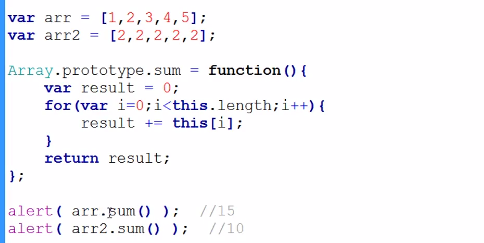 var arr = [1,2,3,4,5];
var arr2 = [2,2,2,2,2];
Array.prototype.sum = function(){
var result = 0;
for(var i=0;i<this.length;i++){
result += this[i];
}
return result;
};
alert( arr.sum() );  //15
alert( arr2.sum() );  //10